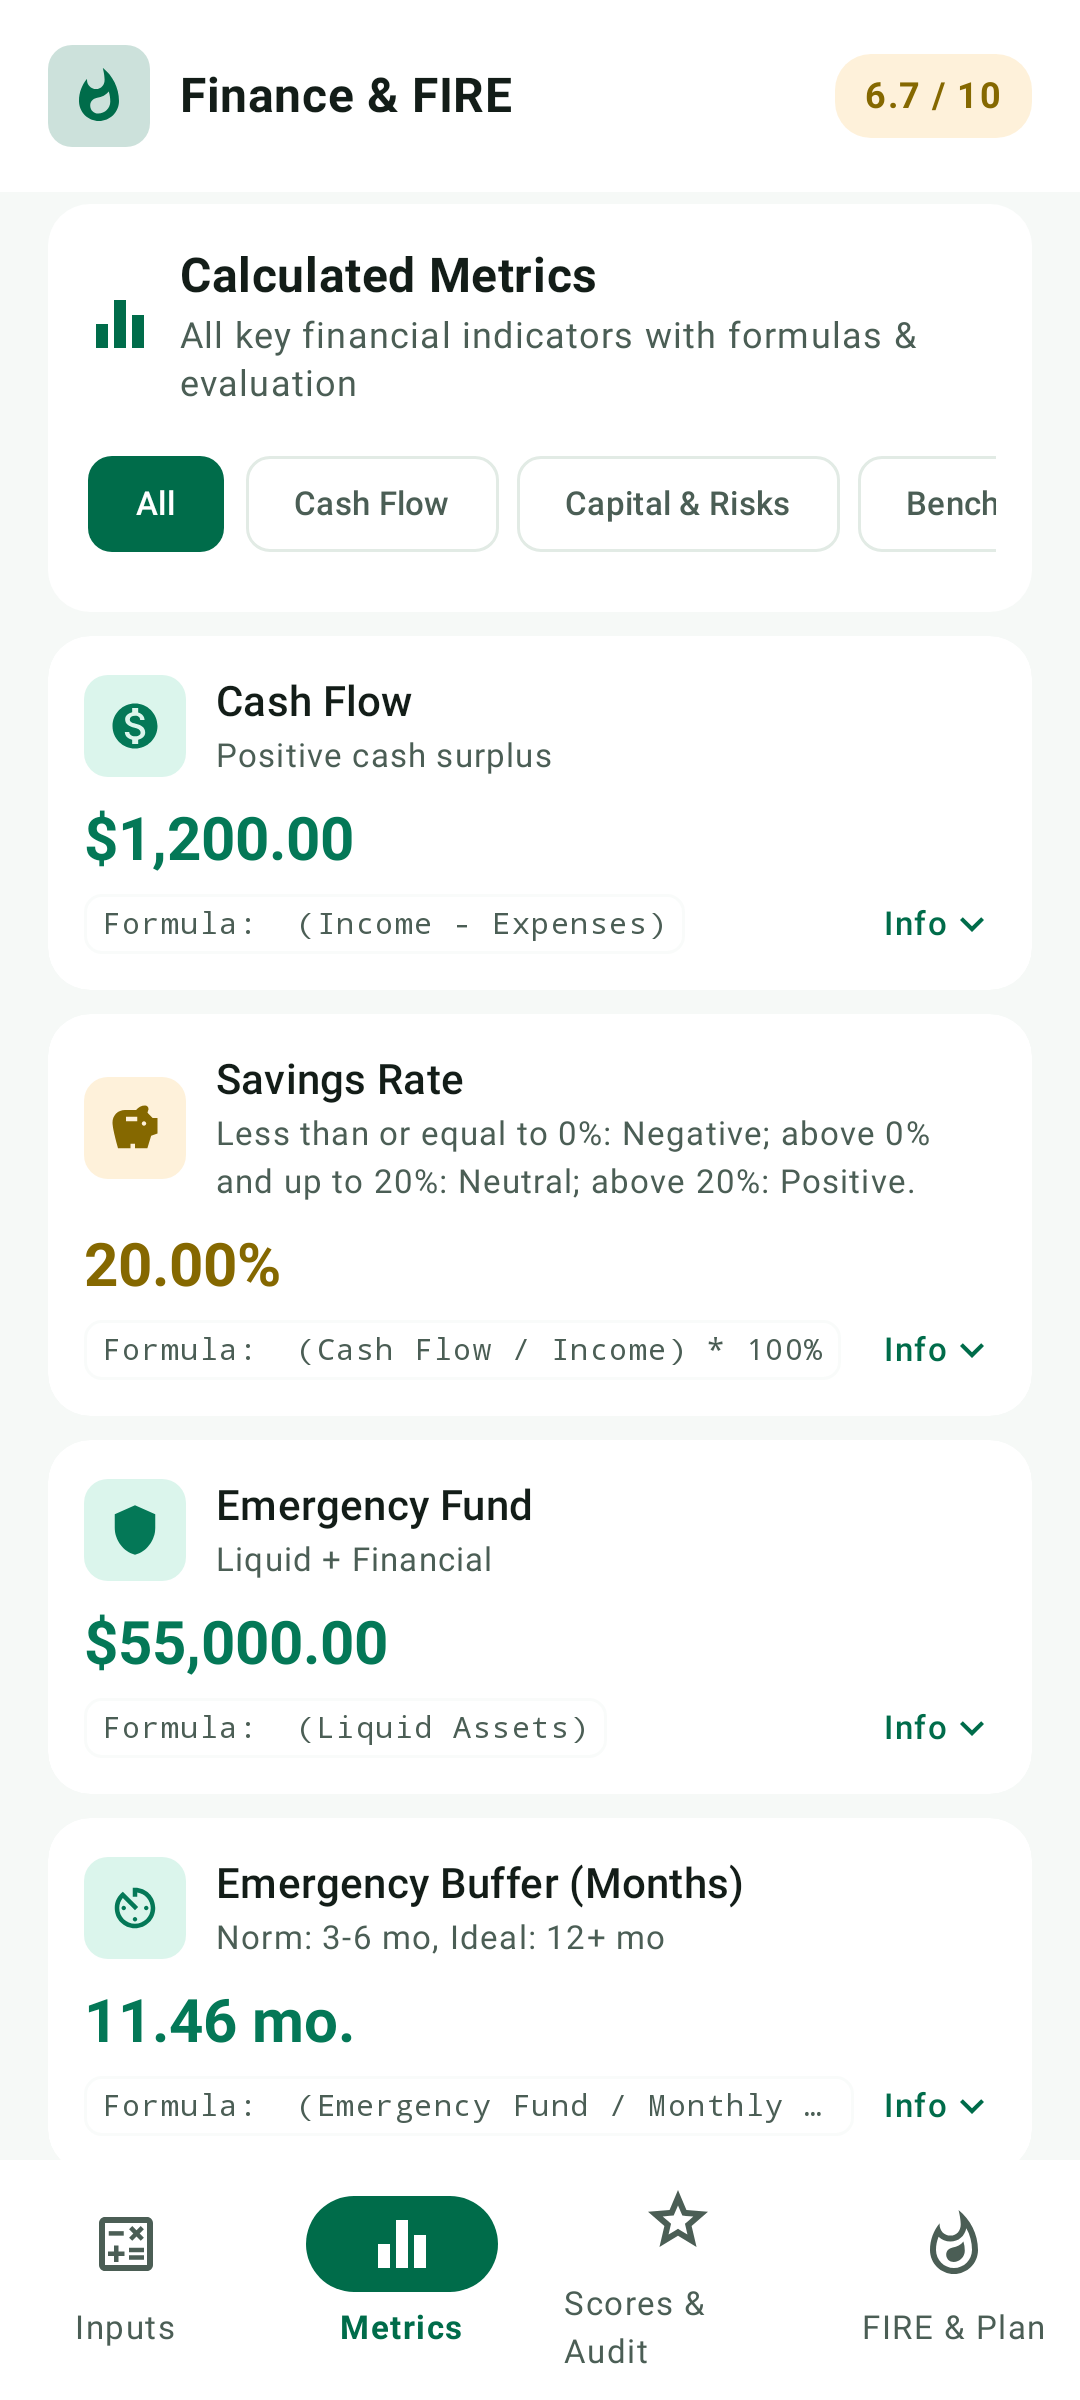 Finance & FIRE
6.7 / 10
Calculated Metrics
All key financial indicators with formulas &
evaluation
All
Cash Flow
Capital & Risks
Bench
Cash Flow
Positive cash surplus
$1,200.00
Formula: (Income - Expenses)
Info
Savings Rate
Less than or equal to 0%: Negative; above 0%
and up to 20%: Neutral; above 20%: Positive.
20.00%
Formula: (Cash Flow / Income) * 100%
Info
Emergency Fund
Liquid + Financial
$55,000.00
Formula: (Liquid Assets)
Info
Emergency Buffer (Months)
Norm: 3-6 mo, Ideal: 12+ mo
11.46 mo.
Formula: (Emergency Fund / Monthly …
Info
Inputs
Metrics
Scores &
Audit
FIRE & Plan